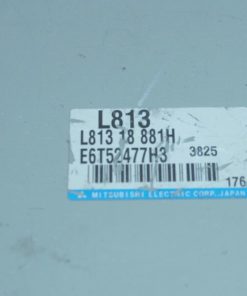 L813
L813 18 881H
E6T52477H3 3825
176
MITSUBISHI ELECTRIC CORP. JAPAN